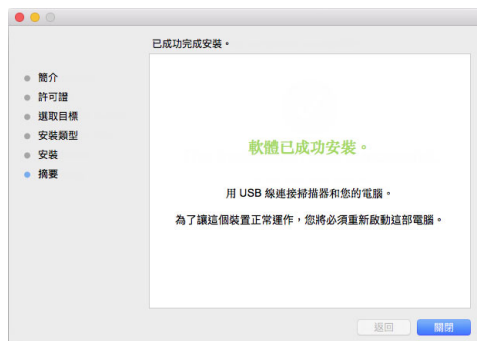 已成功完成安裝。
簡介
許可證
選取目標
安裝類型
安裝
摘要
軟體已成功安裝。
用 USB 線連接掃描器和您的電腦。
為了讓這個裝置正常運作，您將必須重新啟動這部電腦。
返回
關閉